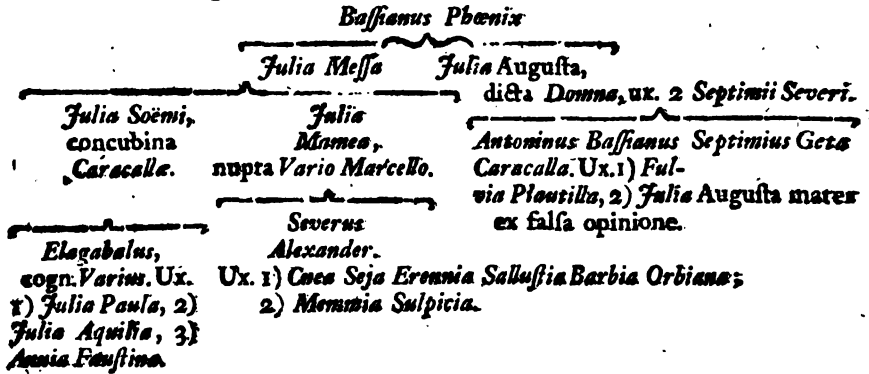 Baſſianus Phœnix
Julia Meſſa Julia Auguſta,
dicta Domna, ux. 2 Septimii Severi.
Julia Soëmi, Julia
concubina Mamea, Antoninus Baſſianus Septimius Geta
Caracallæ. nupta Vario Marcello. Caracalla. Ux. 1) Ful-
via Plautilla, 2) Julia Auguſta mater
Severus ex falſa opinione.
Elagabalus, Alexander.
cogn. Varius. Ux. Ux. 1) Cnea Seja Erennia Salluſtia Barbia Orbiana;
1) Julia Paula, 2) 2) Memmia Sulpicia.
Julia Aquilia, 3)
Annia Fauſtina.